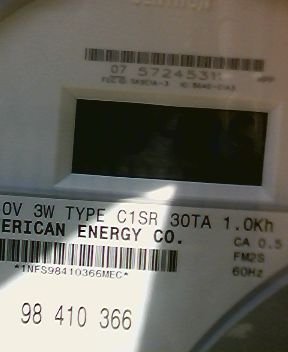 07 5724531
0V 3W TYPE C1SR 30TA 1.0Kh
ERICAN ENERGY CO.
CA 0.5
*1NFS98410366MEC*
FM2S
60Hz
98 410 366